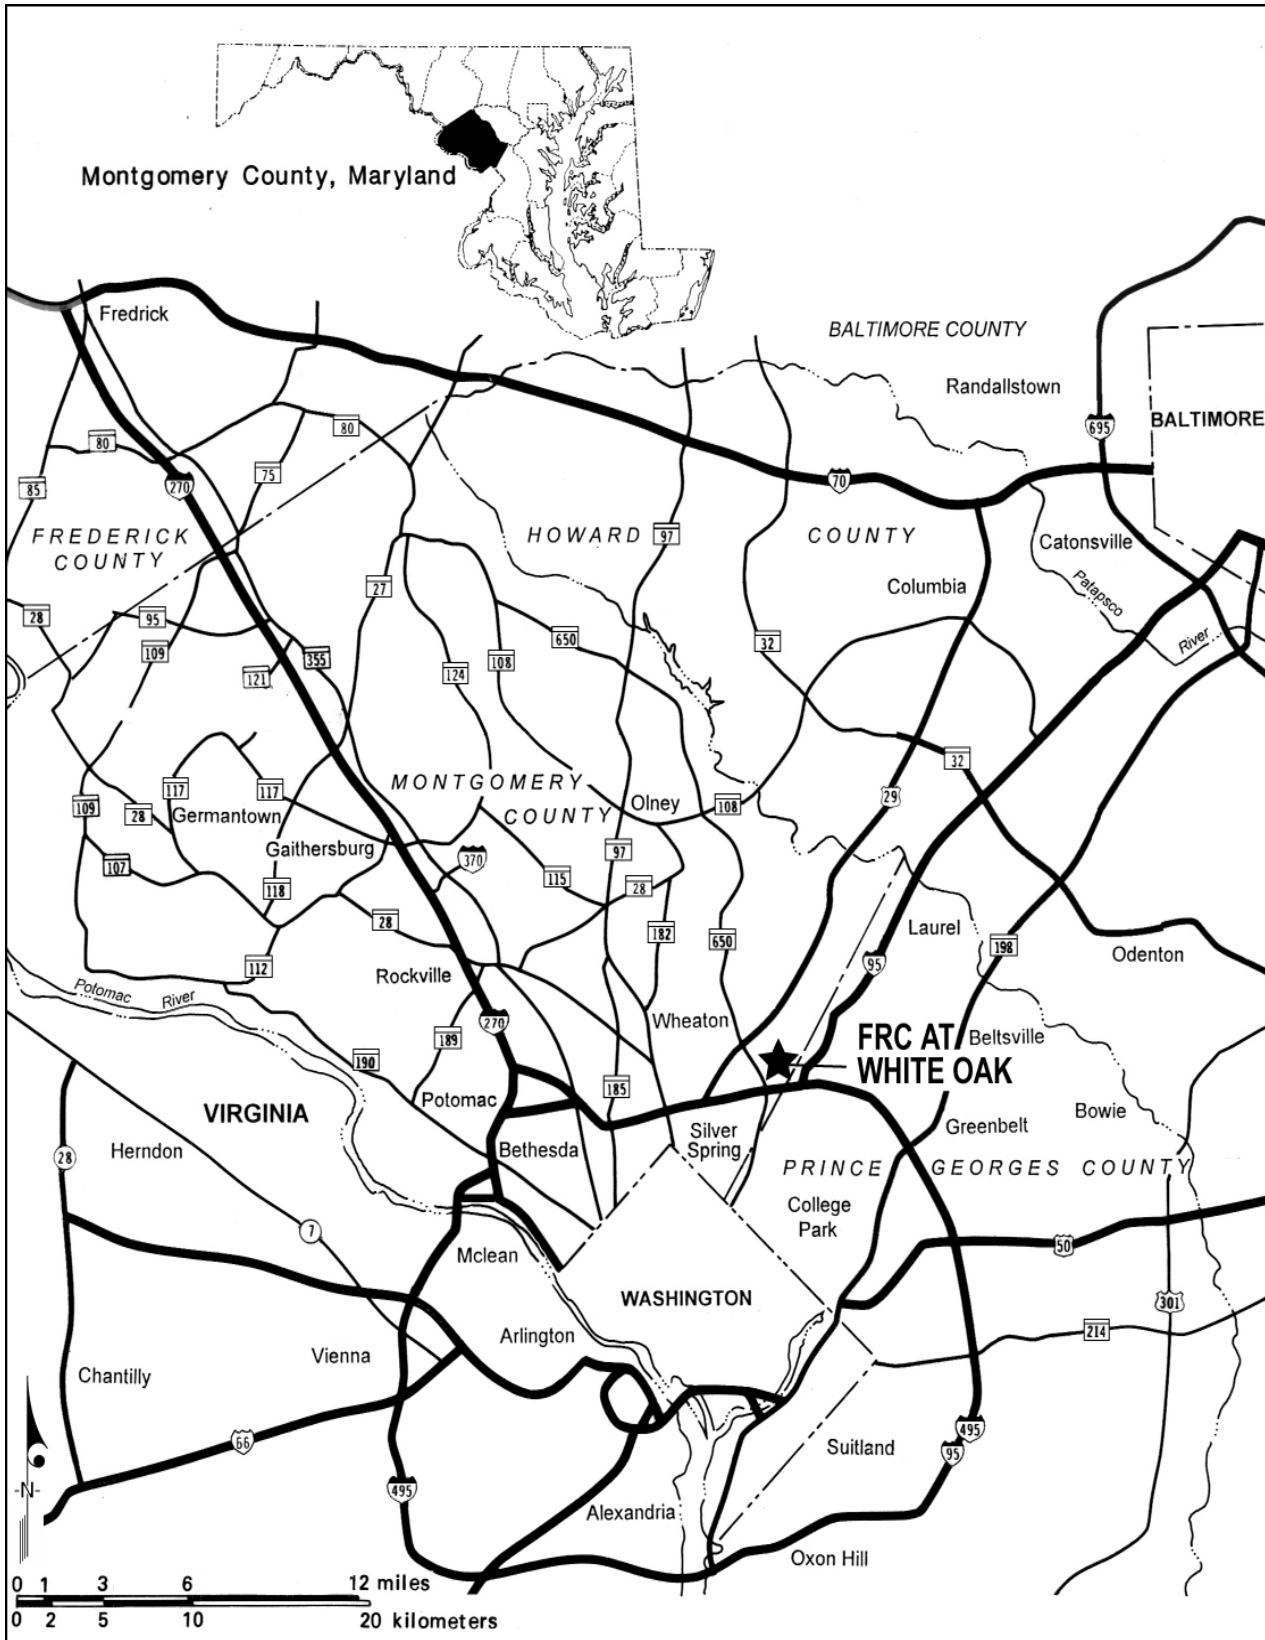 Montgomery County, Maryland
Fredrick
BALTIMORE COUNTY
Randallstown
BALTIMORE
695
80
80
75
85
270
70
FREDERICK
COUNTY
HOWARD
97
COUNTY
Catonsville
Columbia
Patapsco
River
27
28
95
109
650
32
355
121
108
124
32
MONTGOMERY
COUNTY
Olney
108
29
117
117
109
28
Germantown
Gaithersburg
370
97
107
118
115
28
28
182
650
Laurel
95
198
Odenton
112
Rockville
Potomac
River
Wheaton
270
189
190
FRC AT
WHITE OAK
Beltsville
185
Potomac
VIRGINIA
Silver
Spring
Greenbelt
Bowie
Herndon
28
Bethesda
PRINCE GEORGES COUNTY
College
Park
7
Mclean
50
WASHINGTON
301
214
Arlington
Vienna
Chantilly
66
Suitland
495
95
495
-N-
Alexandria
Oxon Hill
0 1 3 6 12 miles
0 2 5 10 20 kilometers